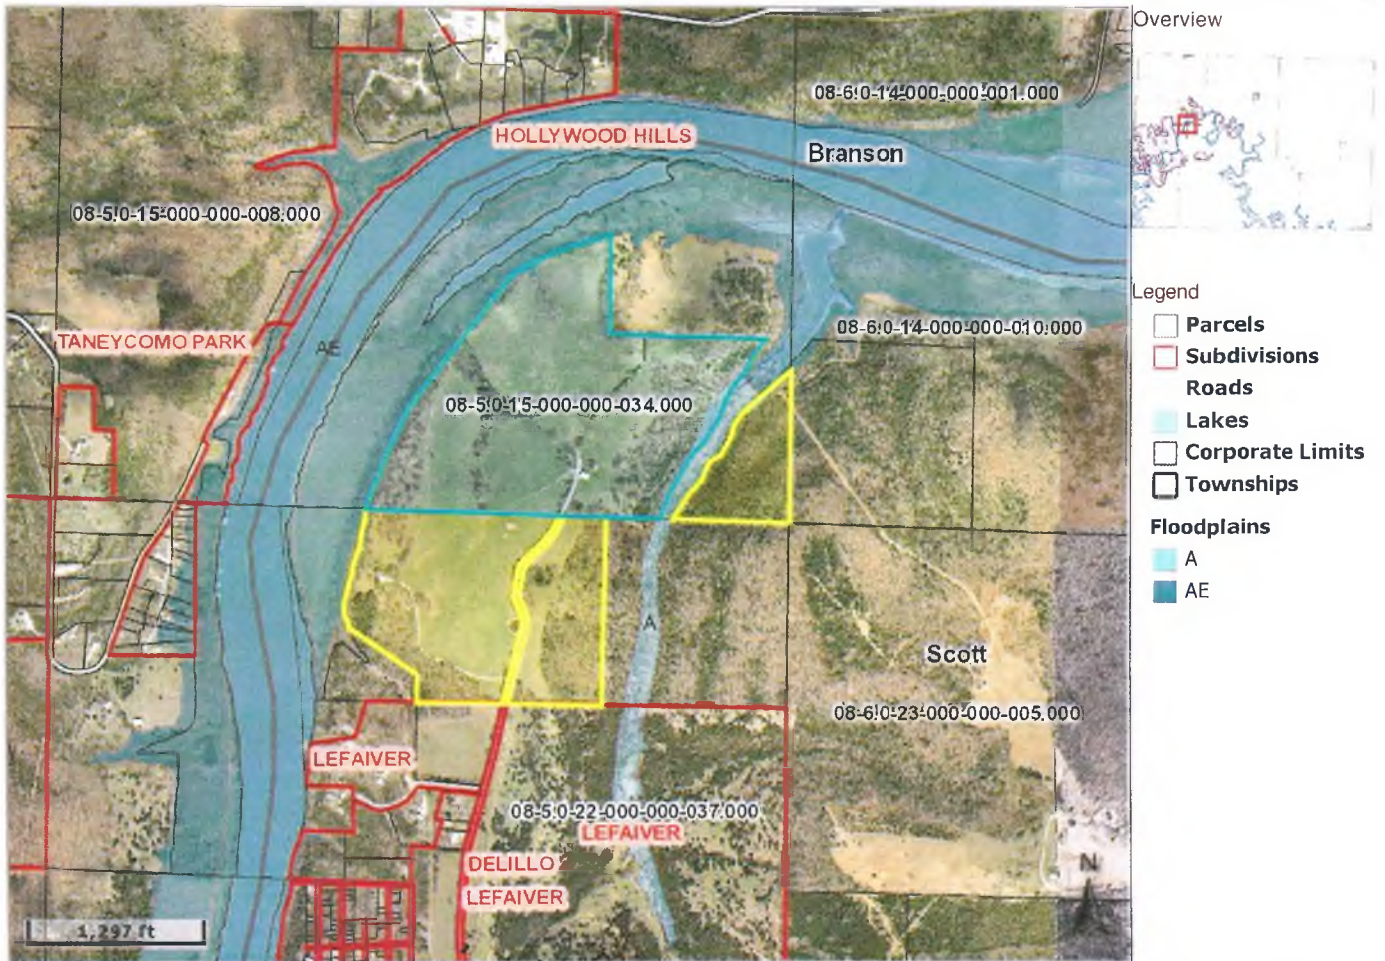 Overview
08-6.0-14-000-000-001.000
HOLLYWOOD HILLS
Branson
08-5.0-15-000-000-008.000
Legend
Parcels
Subdivisions
Roads
Lakes
Corporate Limits
Townships
Floodplains
A
AE
TANEYCOMO PARK
AE
08-6.0-14-000-000-010.000
08-5.0-15-000-000-034.000
A
Scott
08-6.0-23-000-000-005.000
LEFAIVER
08-5.0-22-000-000-037.000
LEFAIVER
DELILLO
LEFAIVER
N
1,297 ft